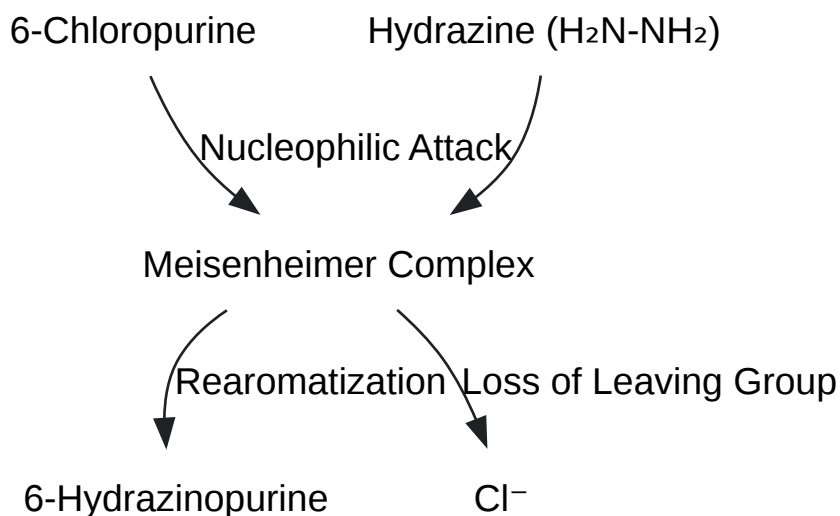 6-Chloropurine
Hydrazine (H₂N-NH₂)
Nucleophilic Attack
Meisenheimer Complex
Rearomatization
Loss of Leaving Group
6-Hydrazinopurine
Cl⁻